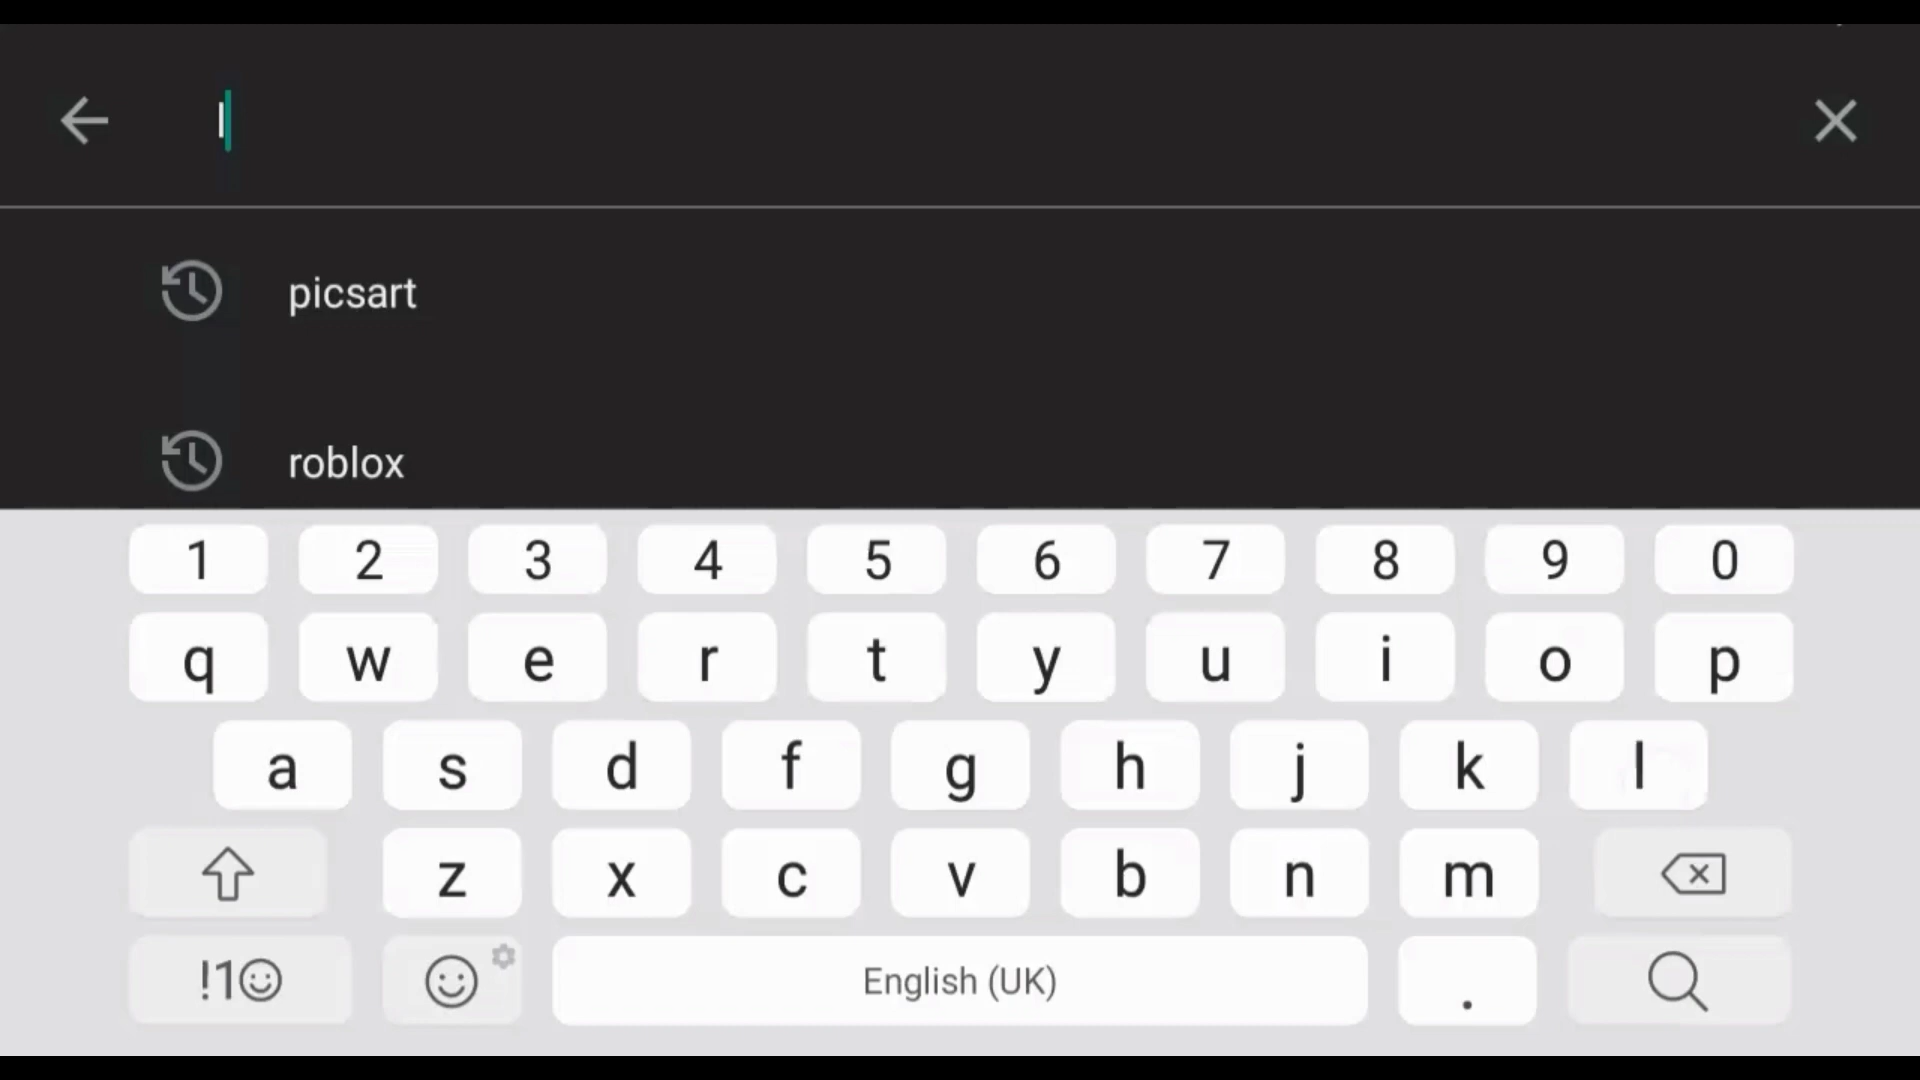 l
picsart
roblox
1 2 3 4 5 6 7 8 9 0
q w e r t y u i o p
a s d f g h j k l
z x c v b n m
!1☺ English (UK) .